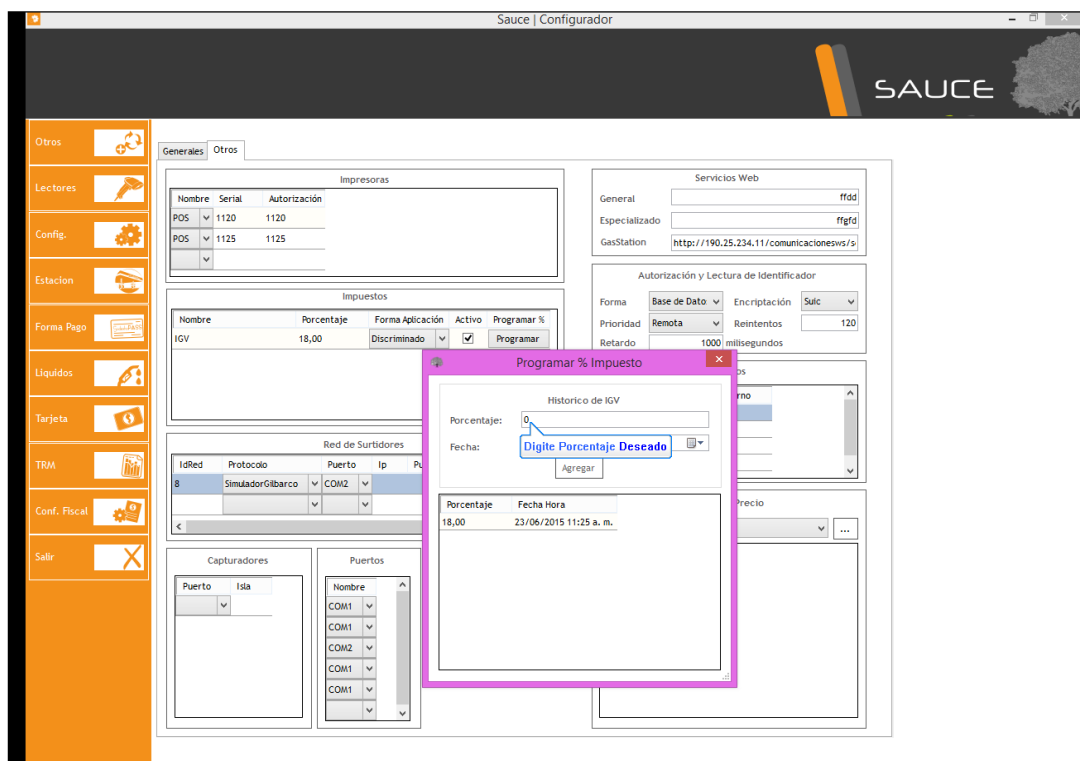 Sauce | Configurador
SAUCE
Otros
Lectores
Config.
Estacion
Forma Pago
Liquidos
Tarjeta
TRM
Conf. Fiscal
Salir
Generales Otros
Impresoras
Nombre Serial Autorización
POS 1120 1120
POS 1125 1125
Impuestos
Nombre Porcentaje Forma Aplicación Activo Programar %
IGV 18,00 Discriminado Programar
Red de Surtidores
IdRed Protocolo Puerto Ip
8 SimuladorGilbarco COM2
Capturadores
Puerto Isla
Puertos
Nombre
COM1
COM1
COM2
COM1
COM1
Servicios Web
General ffdd
Especializado ffgfd
GasStation http://190.25.234.11/comunicacionesws/s
Autorización y Lectura de Identificador
Forma Base de Dato Encriptación Suic
Prioridad Remota Reintentos 120
Retardo 1000 milisegundos
Precio
...
Programar % Impuesto
Historico de IGV
Porcentaje: 0
Fecha:
Digite Porcentaje Deseado
Agregar
Porcentaje Fecha Hora
18,00 23/06/2015 11:25 a. m.